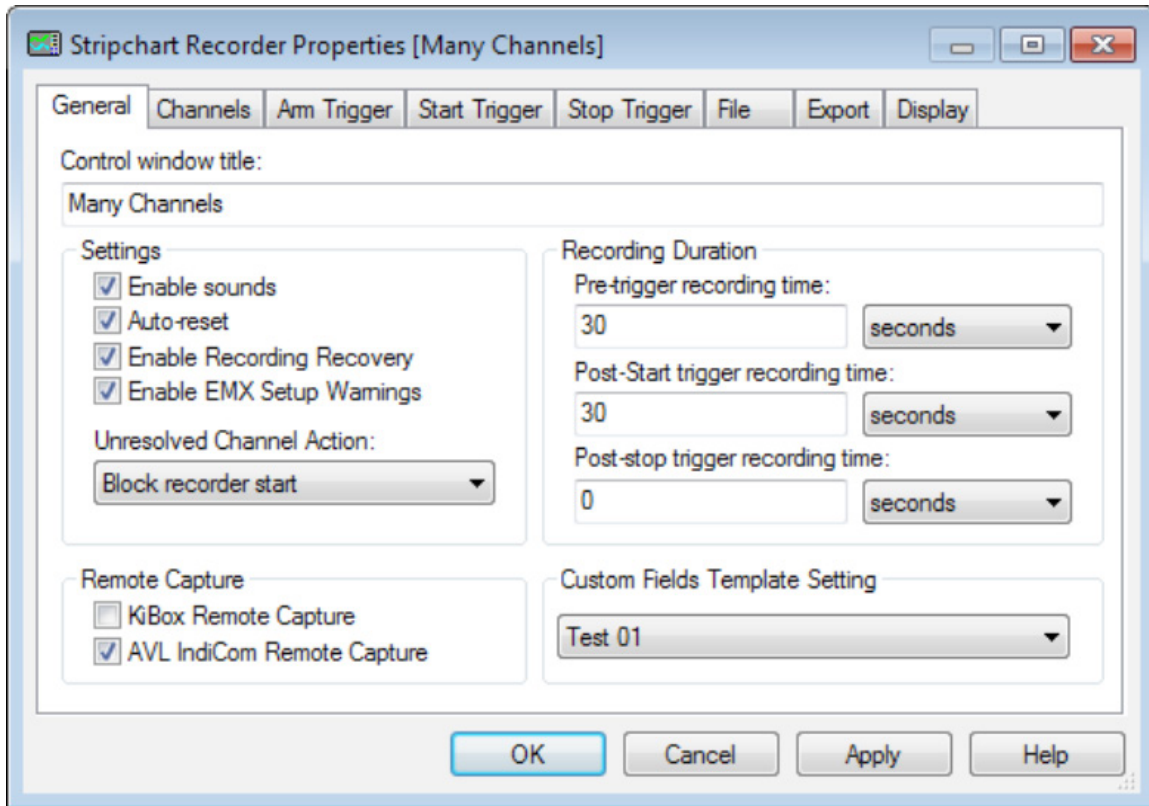 Stripchart Recorder Properties [Many Channels]
General Channels Arm Trigger Start Trigger Stop Trigger File Export Display
Control window title:
Many Channels
Settings
Enable sounds
Auto-reset
Enable Recording Recovery
Enable EMX Setup Warnings
Unresolved Channel Action:
Block recorder start
Recording Duration
Pre-trigger recording time:
30 seconds
Post-Start trigger recording time:
30 seconds
Post-stop trigger recording time:
0 seconds
Remote Capture
KiBox Remote Capture
AVL IndiCom Remote Capture
Custom Fields Template Setting
Test 01
OK Cancel Apply Help